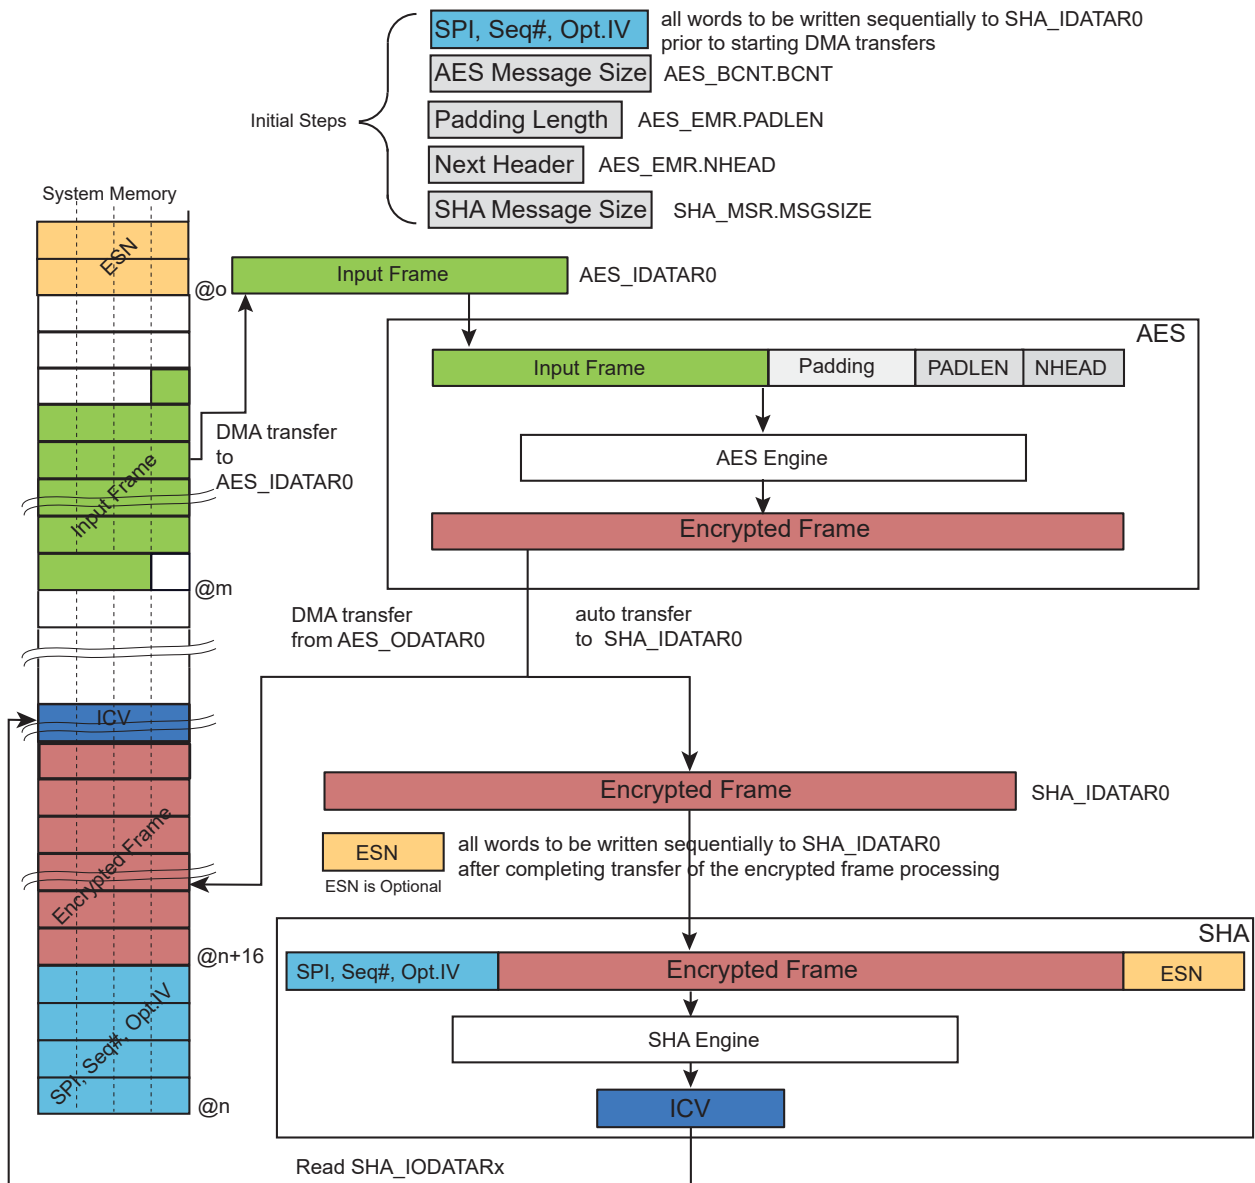 SPI, Seq#, Opt.IV
all words to be written sequentially to SHA_IDATAR0
prior to starting DMA transfers
AES Message Size
AES_BCNT.BCNT
Initial Steps
Padding Length
AES_EMR.PADLEN
Next Header
AES_EMR.NHEAD
SHA Message Size
SHA_MSR.MSGSIZE
System Memory
ESN
@o
Input Frame
AES_IDATAR0
AES
Input Frame
Padding
PADLEN
NHEAD
DMA transfer
to
AES_IDATAR0
Input Frame
AES Engine
Encrypted Frame
@m
DMA transfer
from AES_ODATAR0
auto transfer
to SHA_IDATAR0
ICV
Encrypted Frame
SHA_IDATAR0
Encrypted Frame
ESN
all words to be written sequentially to SHA_IDATAR0
after completing transfer of the encrypted frame processing
ESN is Optional
@n+16
SHA
SPI, Seq#, Opt.IV
Encrypted Frame
ESN
SPI, Seq#, Opt.IV
SHA Engine
@n
ICV
Read SHA_IODATARx